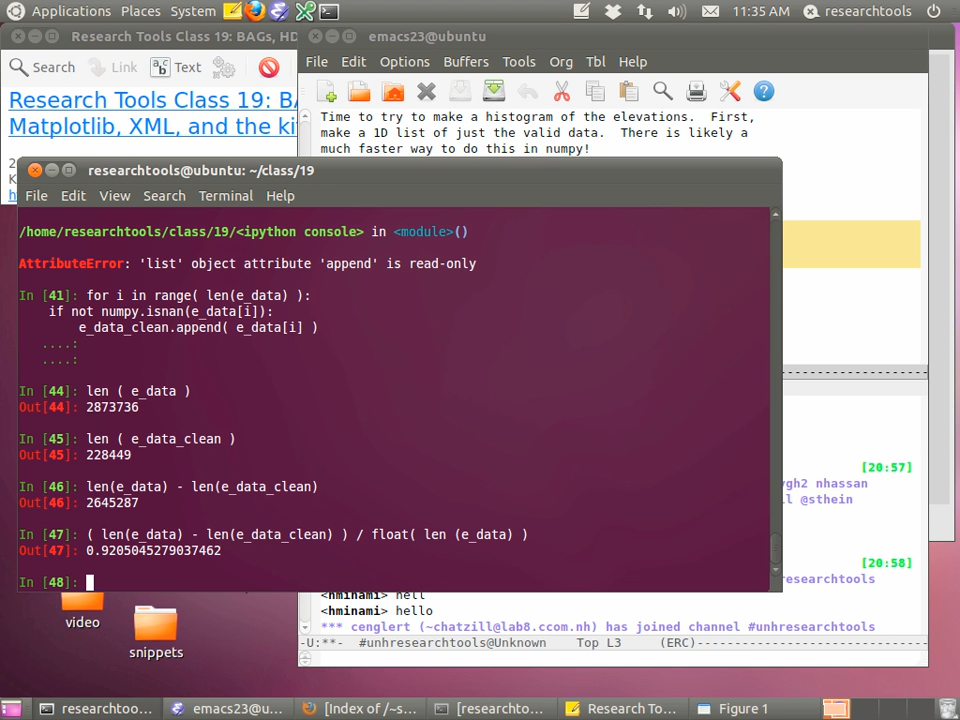 Applications Places System
11:35 AM researchtools
Research Tools Class 19: BAGs, HD
Search Link Text
Research Tools Class 19: BA
Matplotlib, XML, and the ki
2
K
h
emacs23@ubuntu
File Edit Options Buffers Tools Org Tbl Help
Time to try to make a histogram of the elevations. First,
make a 1D list of just the valid data. There is likely a
much faster way to do this in numpy!
researchtools@ubuntu: ~/class/19
File Edit View Search Terminal Help
/home/researchtools/class/19/<ipython console> in <module>()
AttributeError: 'list' object attribute 'append' is read-only
In [41]: for i in range( len(e_data) ):
if not numpy.isnan(e_data[i]):
e_data_clean.append( e_data[i] )
....:
....:
In [44]: len ( e_data )
Out[44]: 2873736
In [45]: len ( e_data_clean )
Out[45]: 228449
In [46]: len(e_data) - len(e_data_clean)
Out[46]: 2645287
In [47]: ( len(e_data) - len(e_data_clean) ) / float( len (e_data) )
Out[47]: 0.9205045279037462
In [48]:
[20:57]
gh2 nhassan
l @sthein
[20:58]
researchtools
<hminami> hell
<hminami> hello
*** cenglert (~chatzill@lab8.ccom.nh) has joined channel #unhresearchtools
-U:**- #unhresearchtools@Unknown Top L3 (ERC)
video
snippets
researchtoo...
emacs23@u...
[Index of /~s...
[researchto...
Research To...
Figure 1